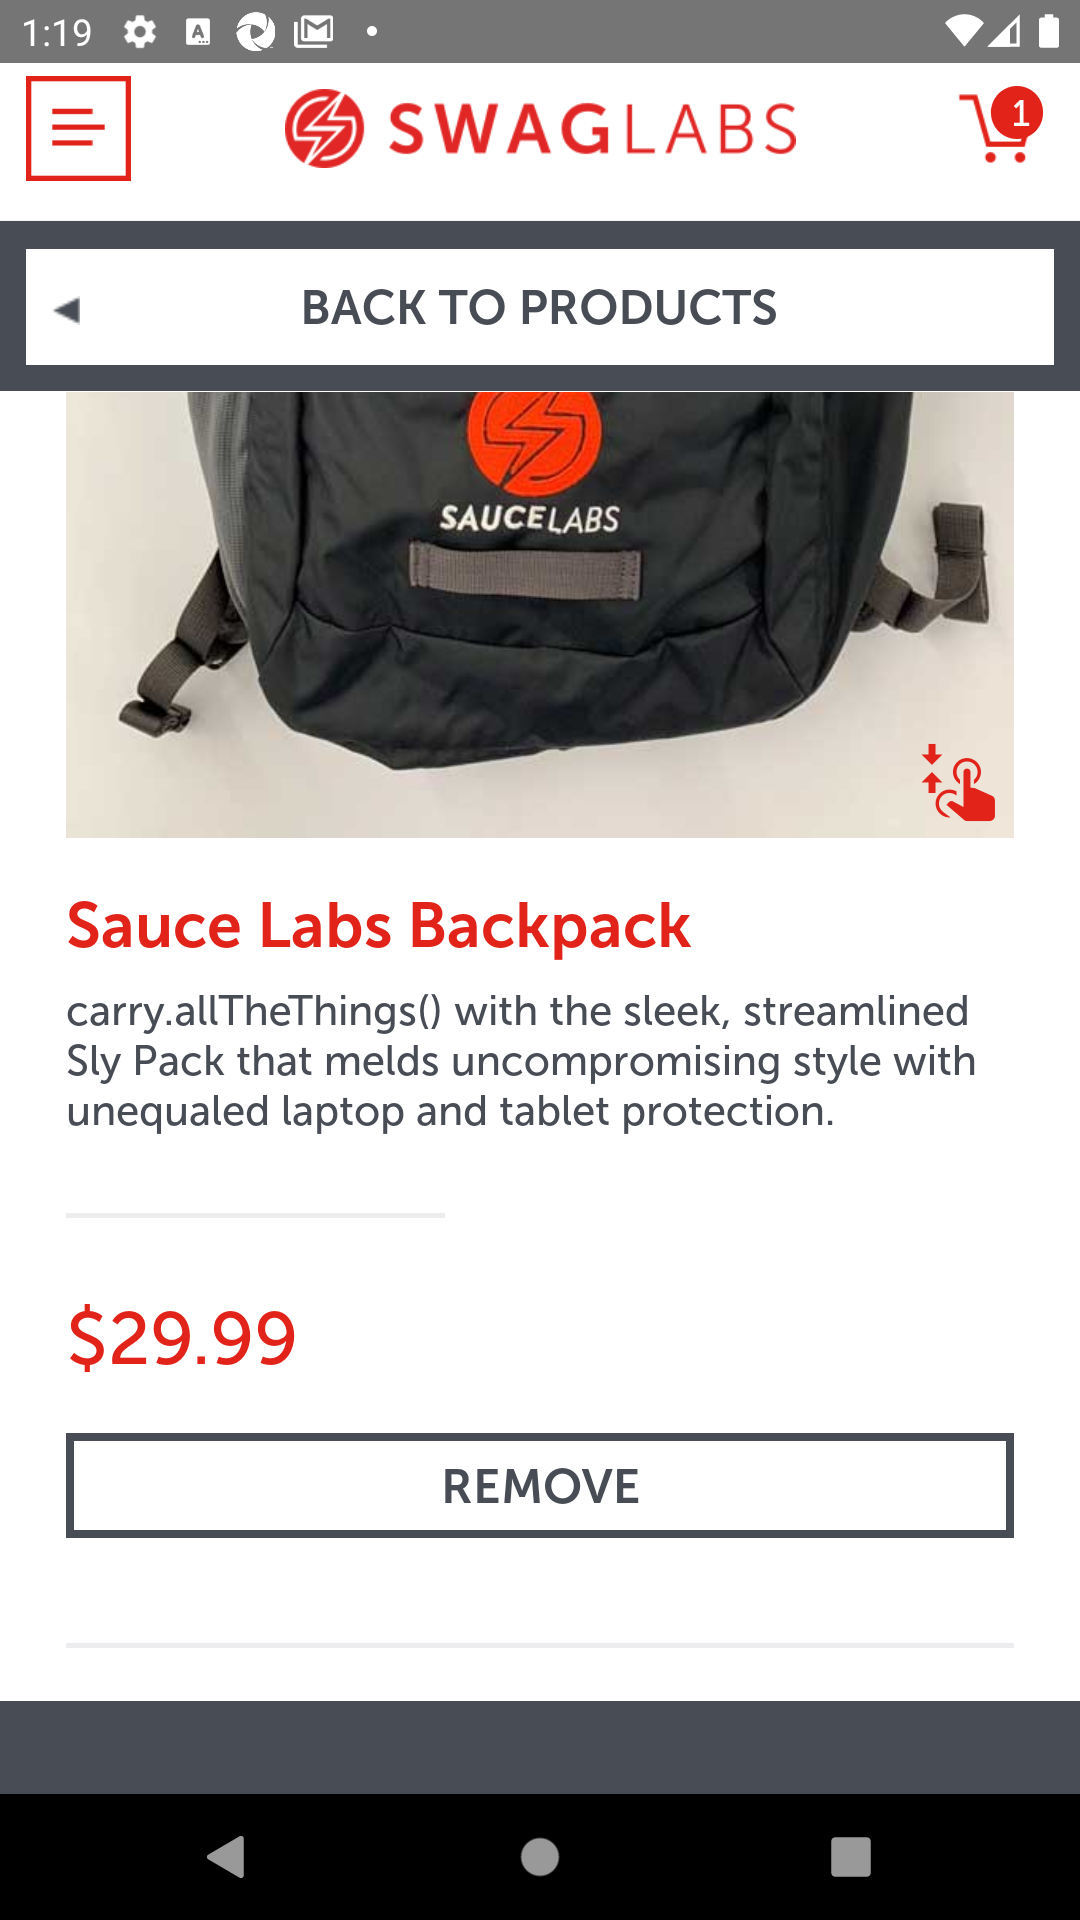 1:19
SWAGLABS
1
BACK TO PRODUCTS
SAUCELABS
Sauce Labs Backpack
carry.allTheThings() with the sleek, streamlined
Sly Pack that melds uncompromising style with
unequaled laptop and tablet protection.
$29.99
REMOVE